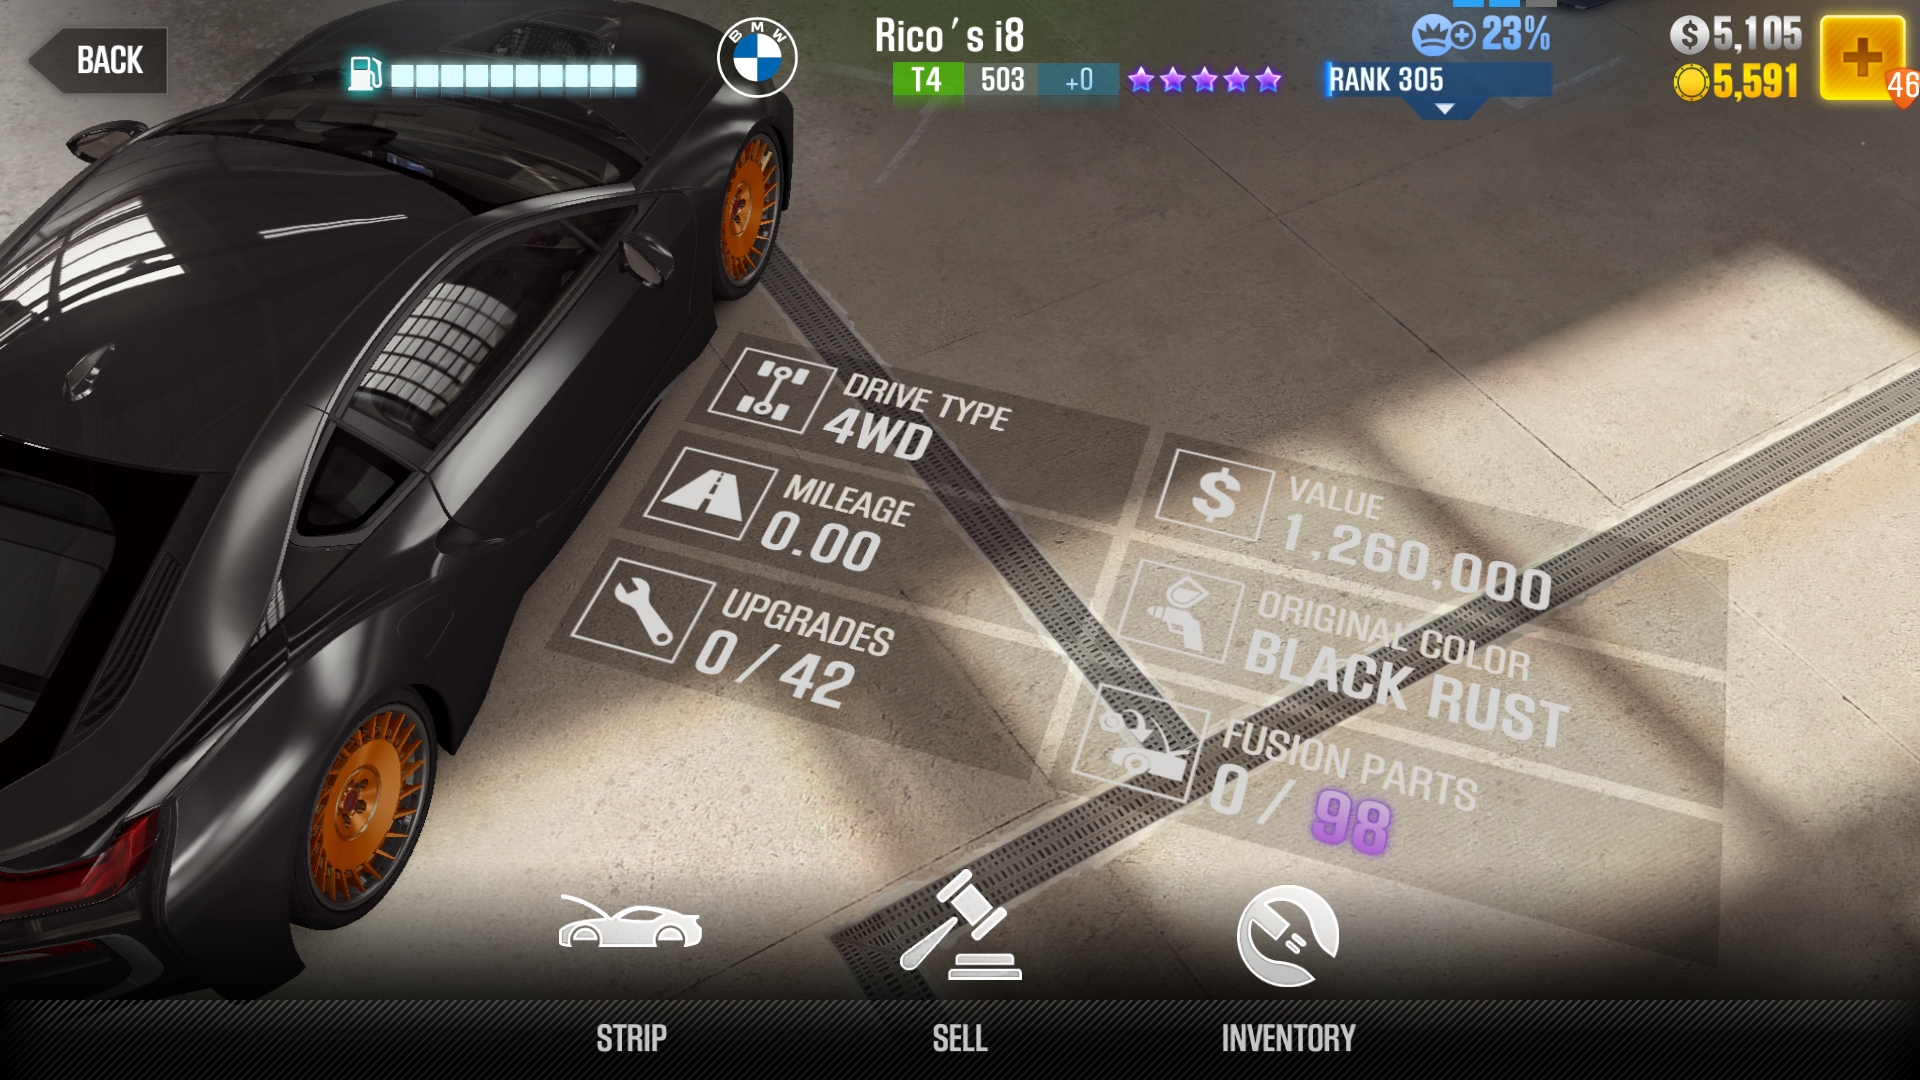 BACK
BMW
Rico's i8
T4 503 +0
23%
RANK 305
5,105
5,591
46
DRIVE TYPE
4WD
MILEAGE
0.00
UPGRADES
0/42
VALUE
1,260,000
ORIGINAL COLOR
BLACK RUST
FUSION PARTS
0/ 98
STRIP
SELL
INVENTORY